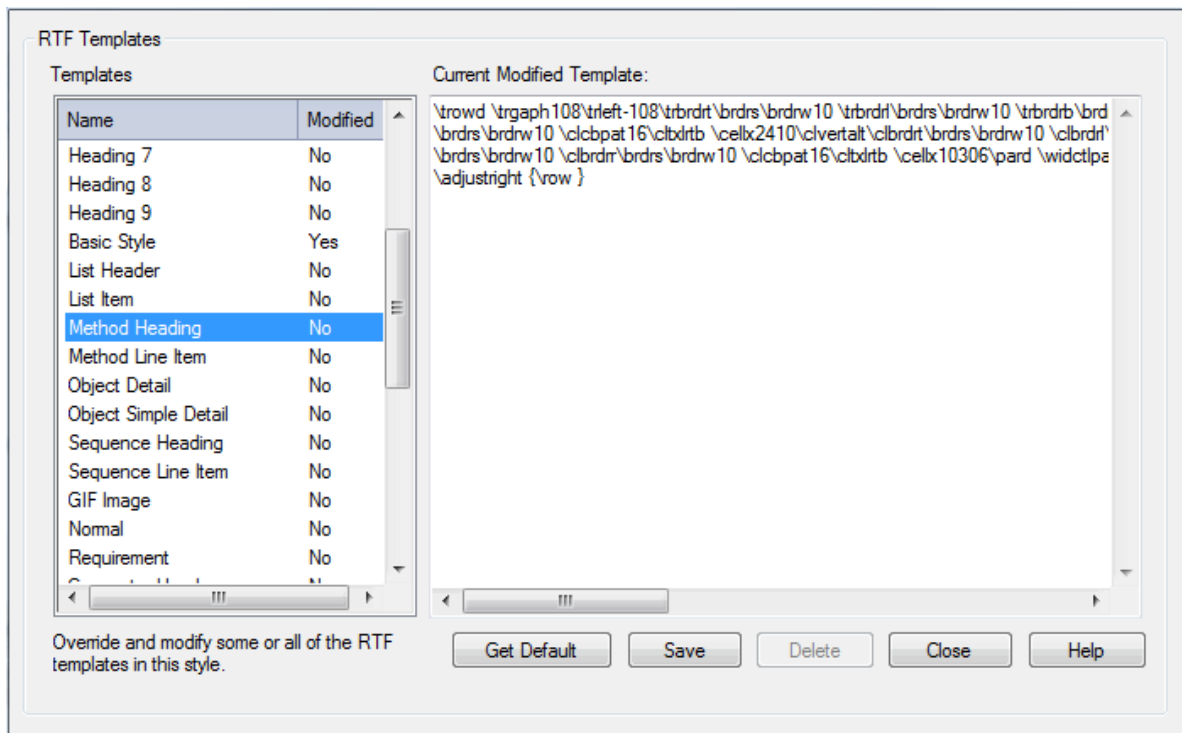 RTF Templates
Templates
Current Modified Template:
Name Modified
Heading 7 No
Heading 8 No
Heading 9 No
Basic Style Yes
List Header No
List Item No
Method Heading No
Method Line Item No
Object Detail No
Object Simple Detail No
Sequence Heading No
Sequence Line Item No
GIF Image No
Normal No
Requirement No
\trowd \trgaph108\trleft-108\trbrdrt\brdrs\brdrw10 \trbrdrl\brdrs\brdrw10 \trbrdrb\brd
\brdrs\brdrw10 \clcbpat16\cltxlrtb \cellx2410\clvertalt\clbrdrt\brdrs\brdrw10 \clbrdrl\
\brdrs\brdrw10 \clbrdrr\brdrs\brdrw10 \clcbpat16\cltxlrtb \cellx10306\pard \widctlpa
\adjustright {\row }
Override and modify some or all of the RTF
templates in this style.
Get Default Save Delete Close Help